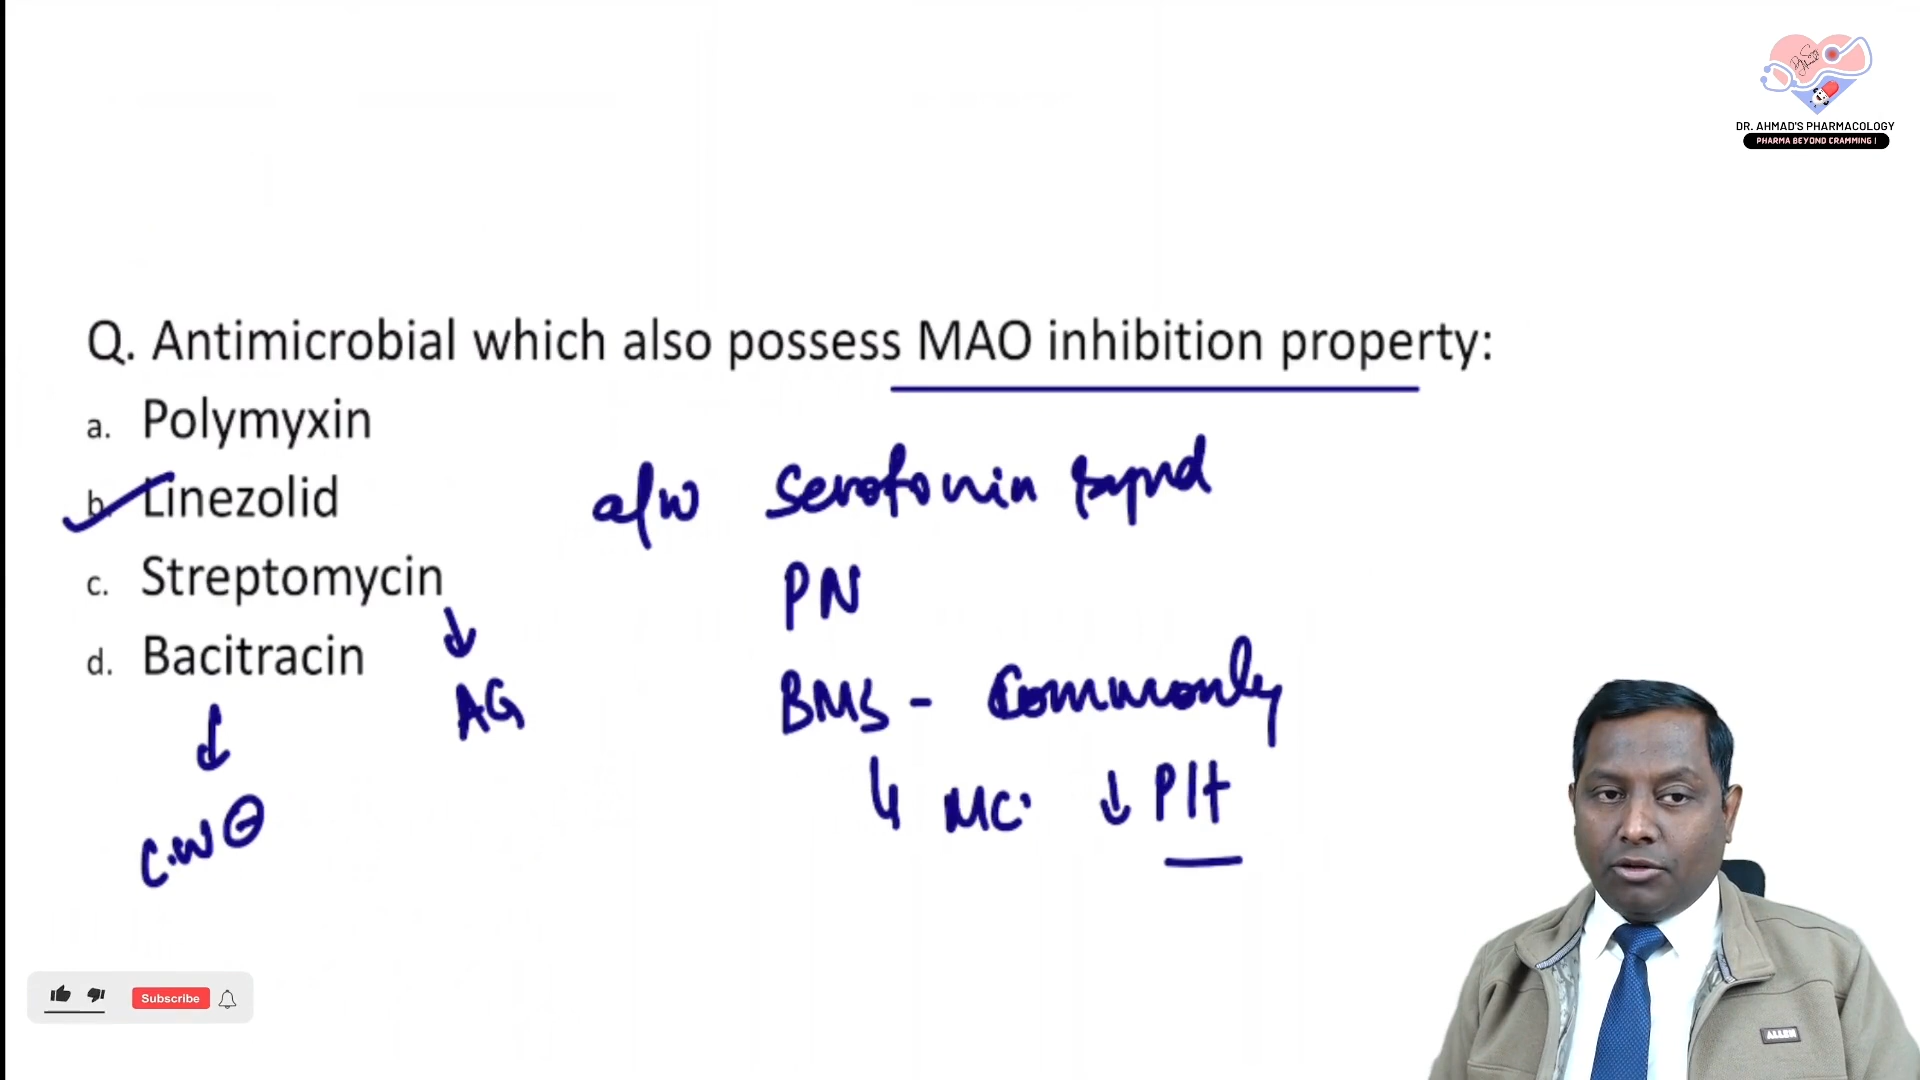 DR. AHMAD'S PHARMACOLOGY
PHARMA BEYOND CRAMMING !
Q. Antimicrobial which also possess MAO inhibition property:
a. Polymyxin
b. Linezolid
c. Streptomycin
d. Bacitracin
a/w Serotonin synd
PN
BMS - Commonly
↳ MC. ↓ Plt
↓
AG
↓
C.W ⊖
Subscribe
ALLEN